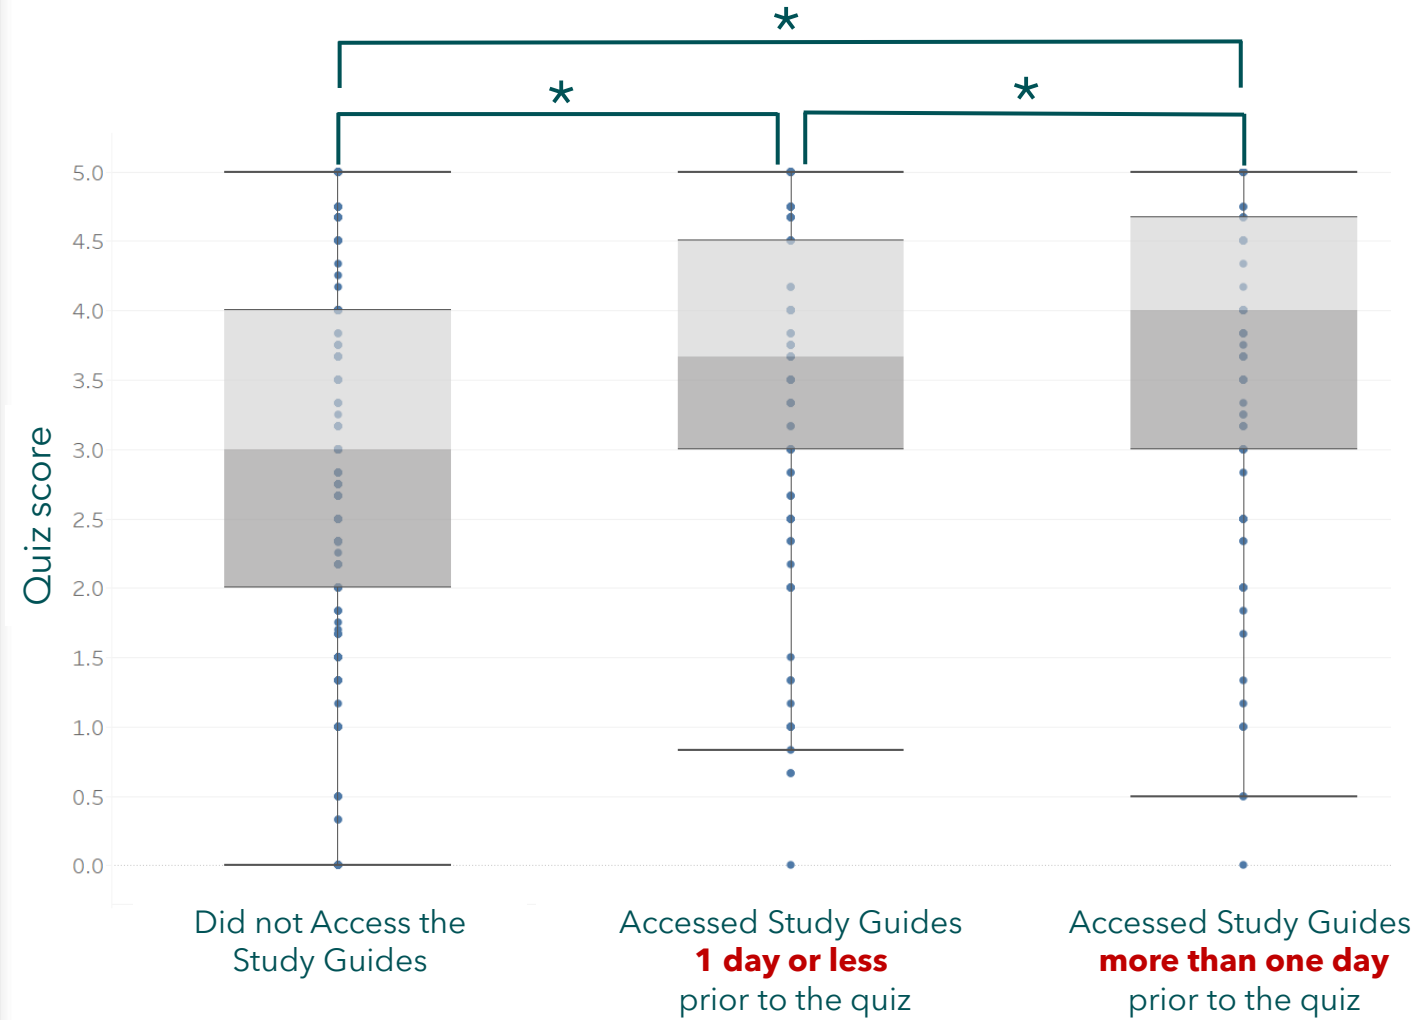 *
*
*
5.0
4.5
4.0
3.5
3.0
2.5
2.0
1.5
1.0
0.5
0.0
Quiz score
Did not Access the
Study Guides
Accessed Study Guides
1 day or less
prior to the quiz
Accessed Study Guides
more than one day
prior to the quiz